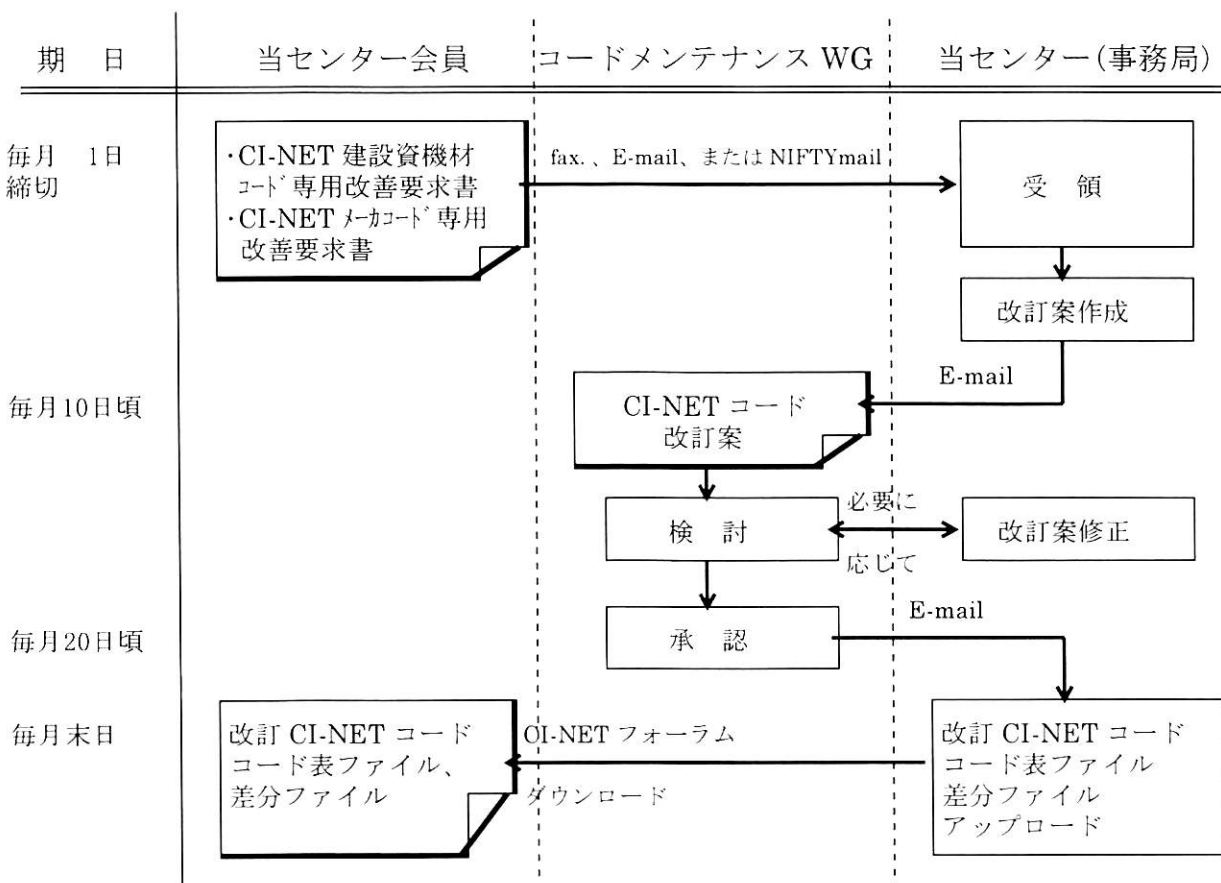 期 日
当センター会員
コードメンテナンス WG
当センター(事務局)
毎月 1日
締切
・CI-NET 建設資機材
コード専用改善要求書
・CI-NET メーカコード専用
改善要求書
fax.、E-mail、または NIFTYmail
受 領
改訂案作成
E-mail
毎月10日頃
CI-NET コード
改訂案
検 討
必要に
応じて
改訂案修正
毎月20日頃
承 認
E-mail
毎月末日
改訂 CI-NET コード
コード表ファイル、
差分ファイル
CI-NET フォーラム
ダウンロード
改訂 CI-NET コード
コード表ファイル
差分ファイル
アップロード